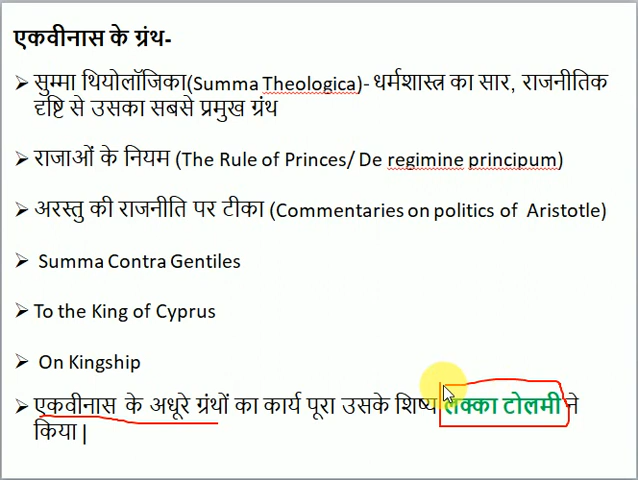 एकवीनास के ग्रंथ-
➢ सुम्मा थियोलॉजिका(Summa Theologica)- धर्मशास्त्र का सार, राजनीतिक
दृष्टि से उसका सबसे प्रमुख ग्रंथ
➢ राजाओं के नियम (The Rule of Princes/ De regimine principum)
➢ अरस्तु की राजनीति पर टीका (Commentaries on politics of Aristotle)
➢ Summa Contra Gentiles
➢ To the King of Cyprus
➢ On Kingship
➢ एकवीनास के अधूरे ग्रंथों का कार्य पूरा उसके शिष्य लक्का टोलमी ने
किया|